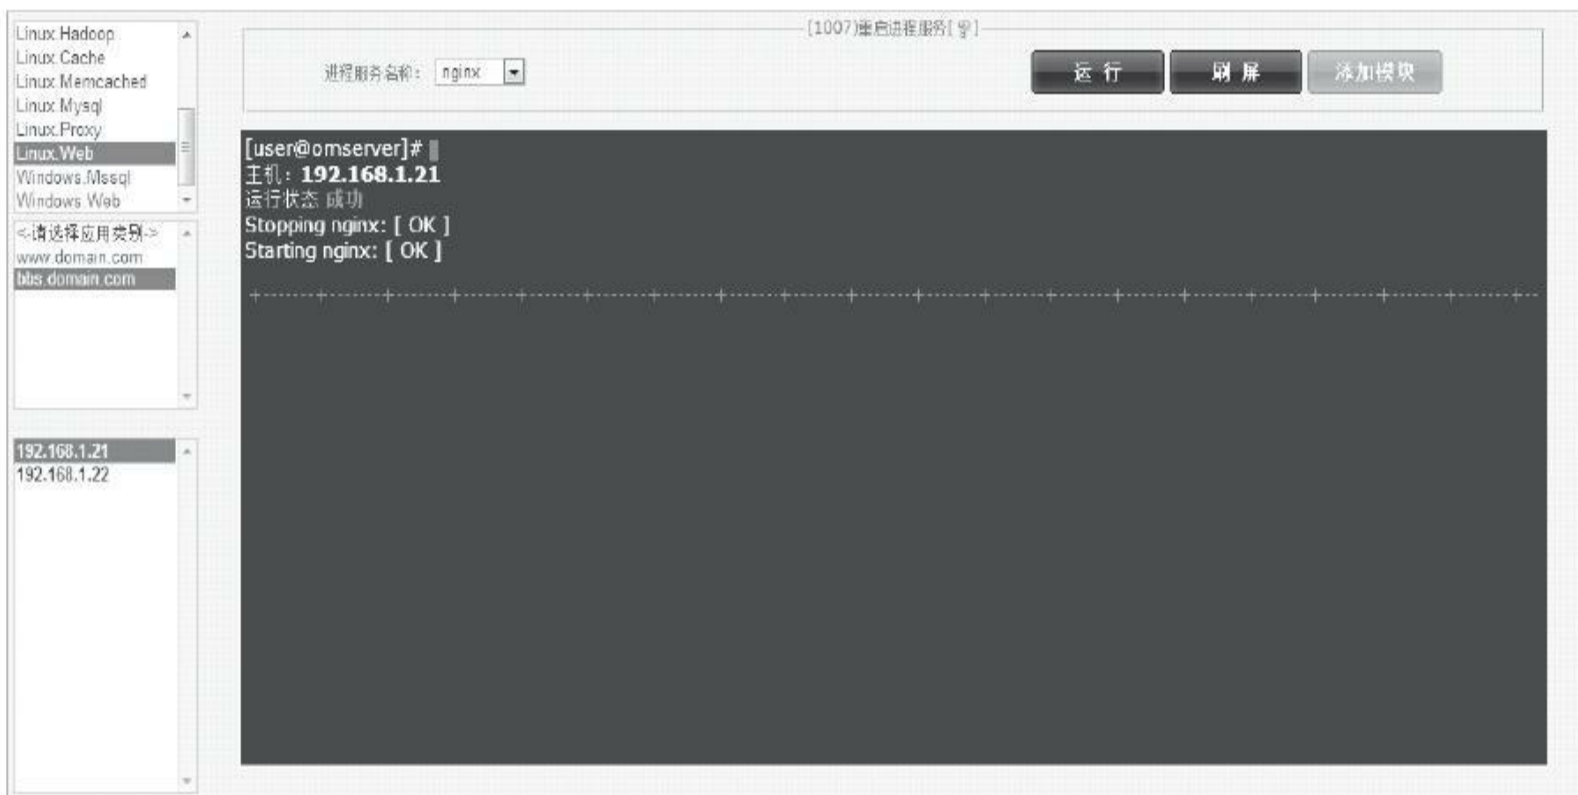 Linux.Hadoop
Linux.Cache
Linux.Memcached
Linux.Mysql
Linux.Proxy
Linux.Web
Windows.Mssql
Windows.Web
<-请选择应用类别->
www.domain.com
bbs.domain.com
192.168.1.21
192.168.1.22
[1007)重启进程服务[ ]
进程服务名称： nginx
运 行 刷 屏 添加模块
[user@omserver]#
主机：192.168.1.21
运行状态 成功
Stopping nginx: [ OK ]
Starting nginx: [ OK ]